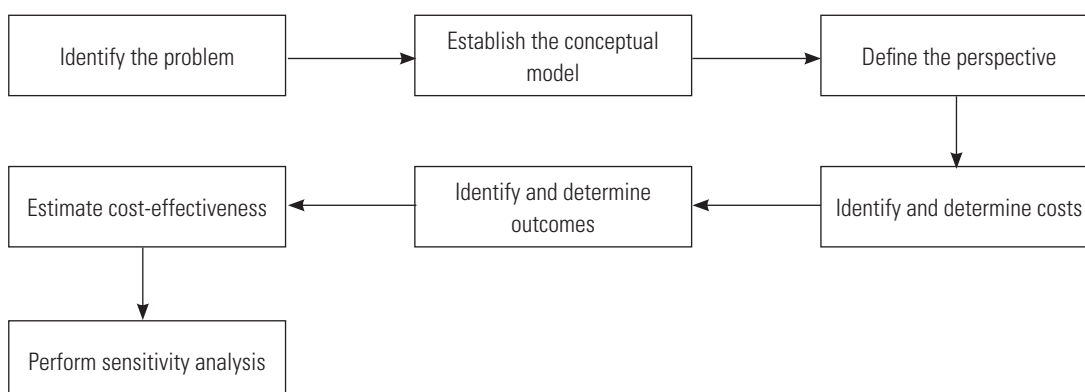 Identify the problem
Establish the conceptual
model
Define the perspective
Identify and determine costs
Identify and determine
outcomes
Estimate cost-effectiveness
Perform sensitivity analysis